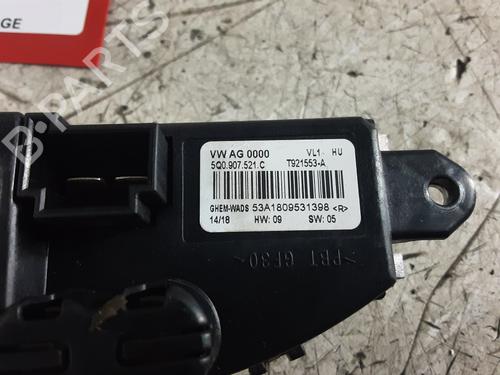 GE
B-PARTS
VW AG 0000 VL1 HU
5Q0.907.521.C T921553-A
GHEM-WADS 53A1809531398 <R>
14/18 HW: 09 SW: 05
>PBT GF30<